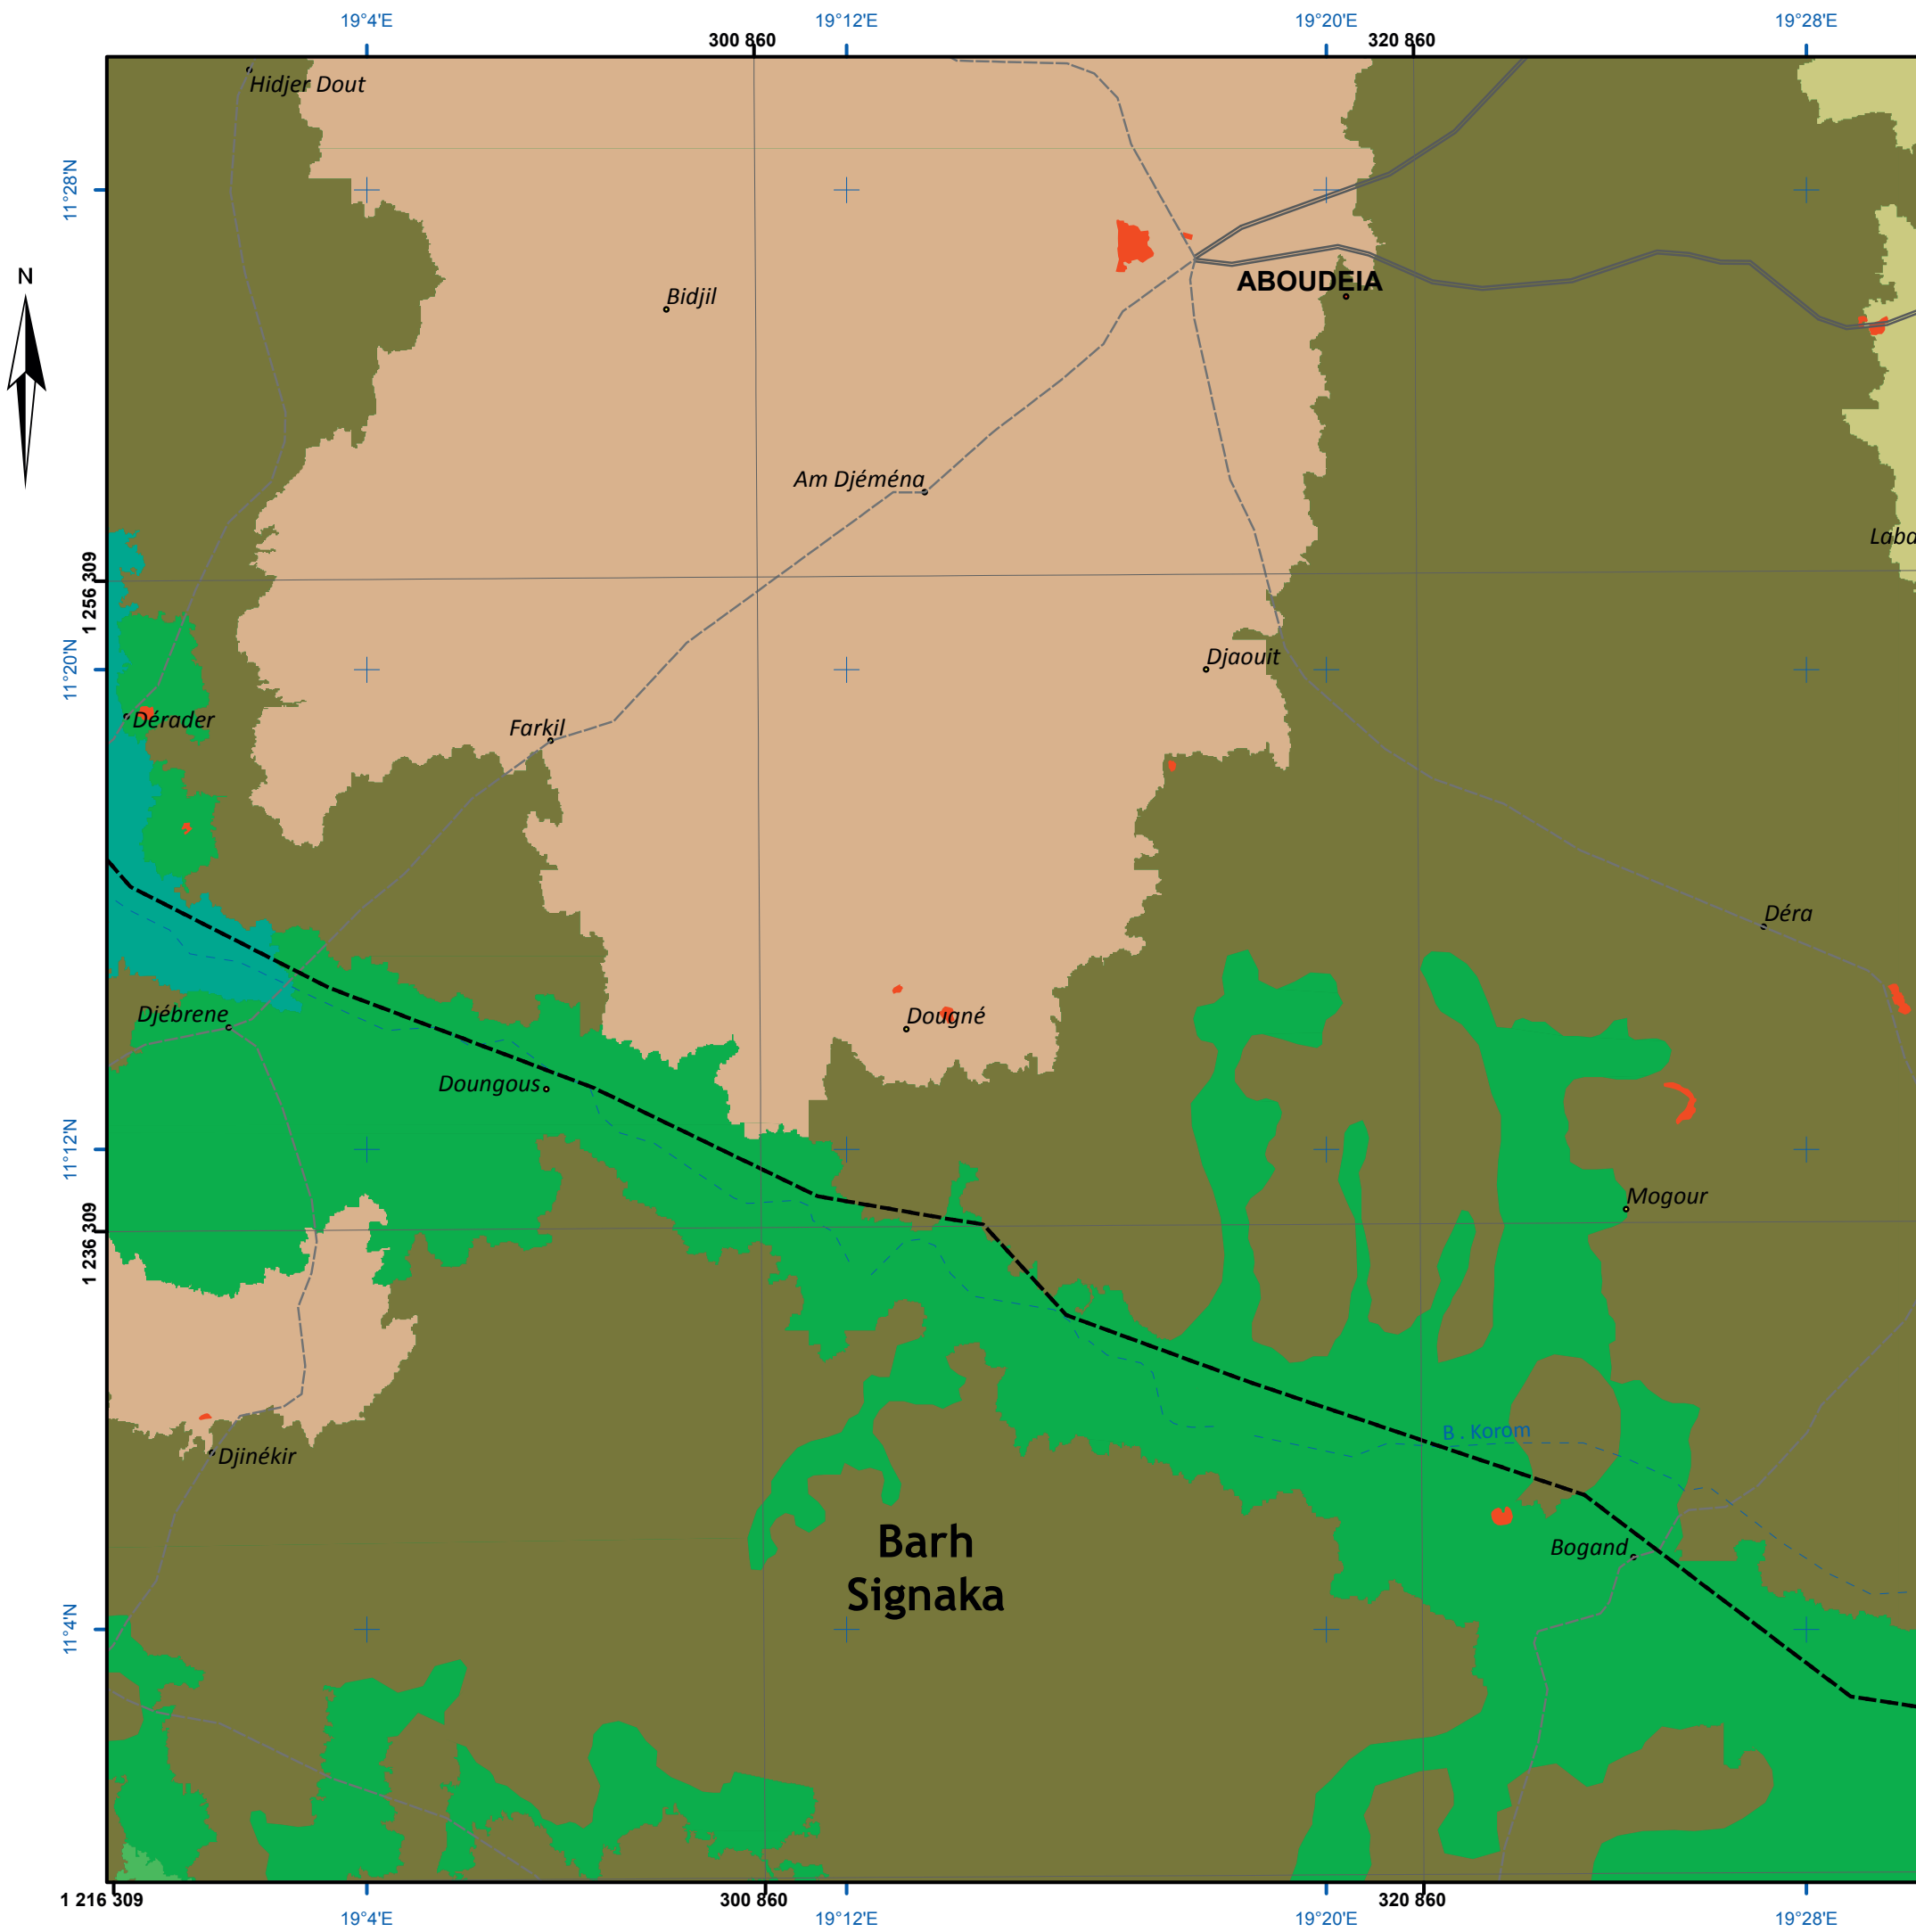 19°4'E
19°12'E
19°20'E
19°28'E
300 860
320 860
Hidjer Dout
11°28'N
N
ABOUDEIA
Bidjil
Am Djéména
1 256 309
11°20'N
Djaouit
Dérader
Farkil
Déra
Djébrene
Dougné
Doungous
11°12'N
Mogour
1 236 309
B . Korom
Djinékir
Barh
Signaka
Bogand
11°4'N
1 216 309
300 860
320 860
19°4'E
19°12'E
19°20'E
19°28'E